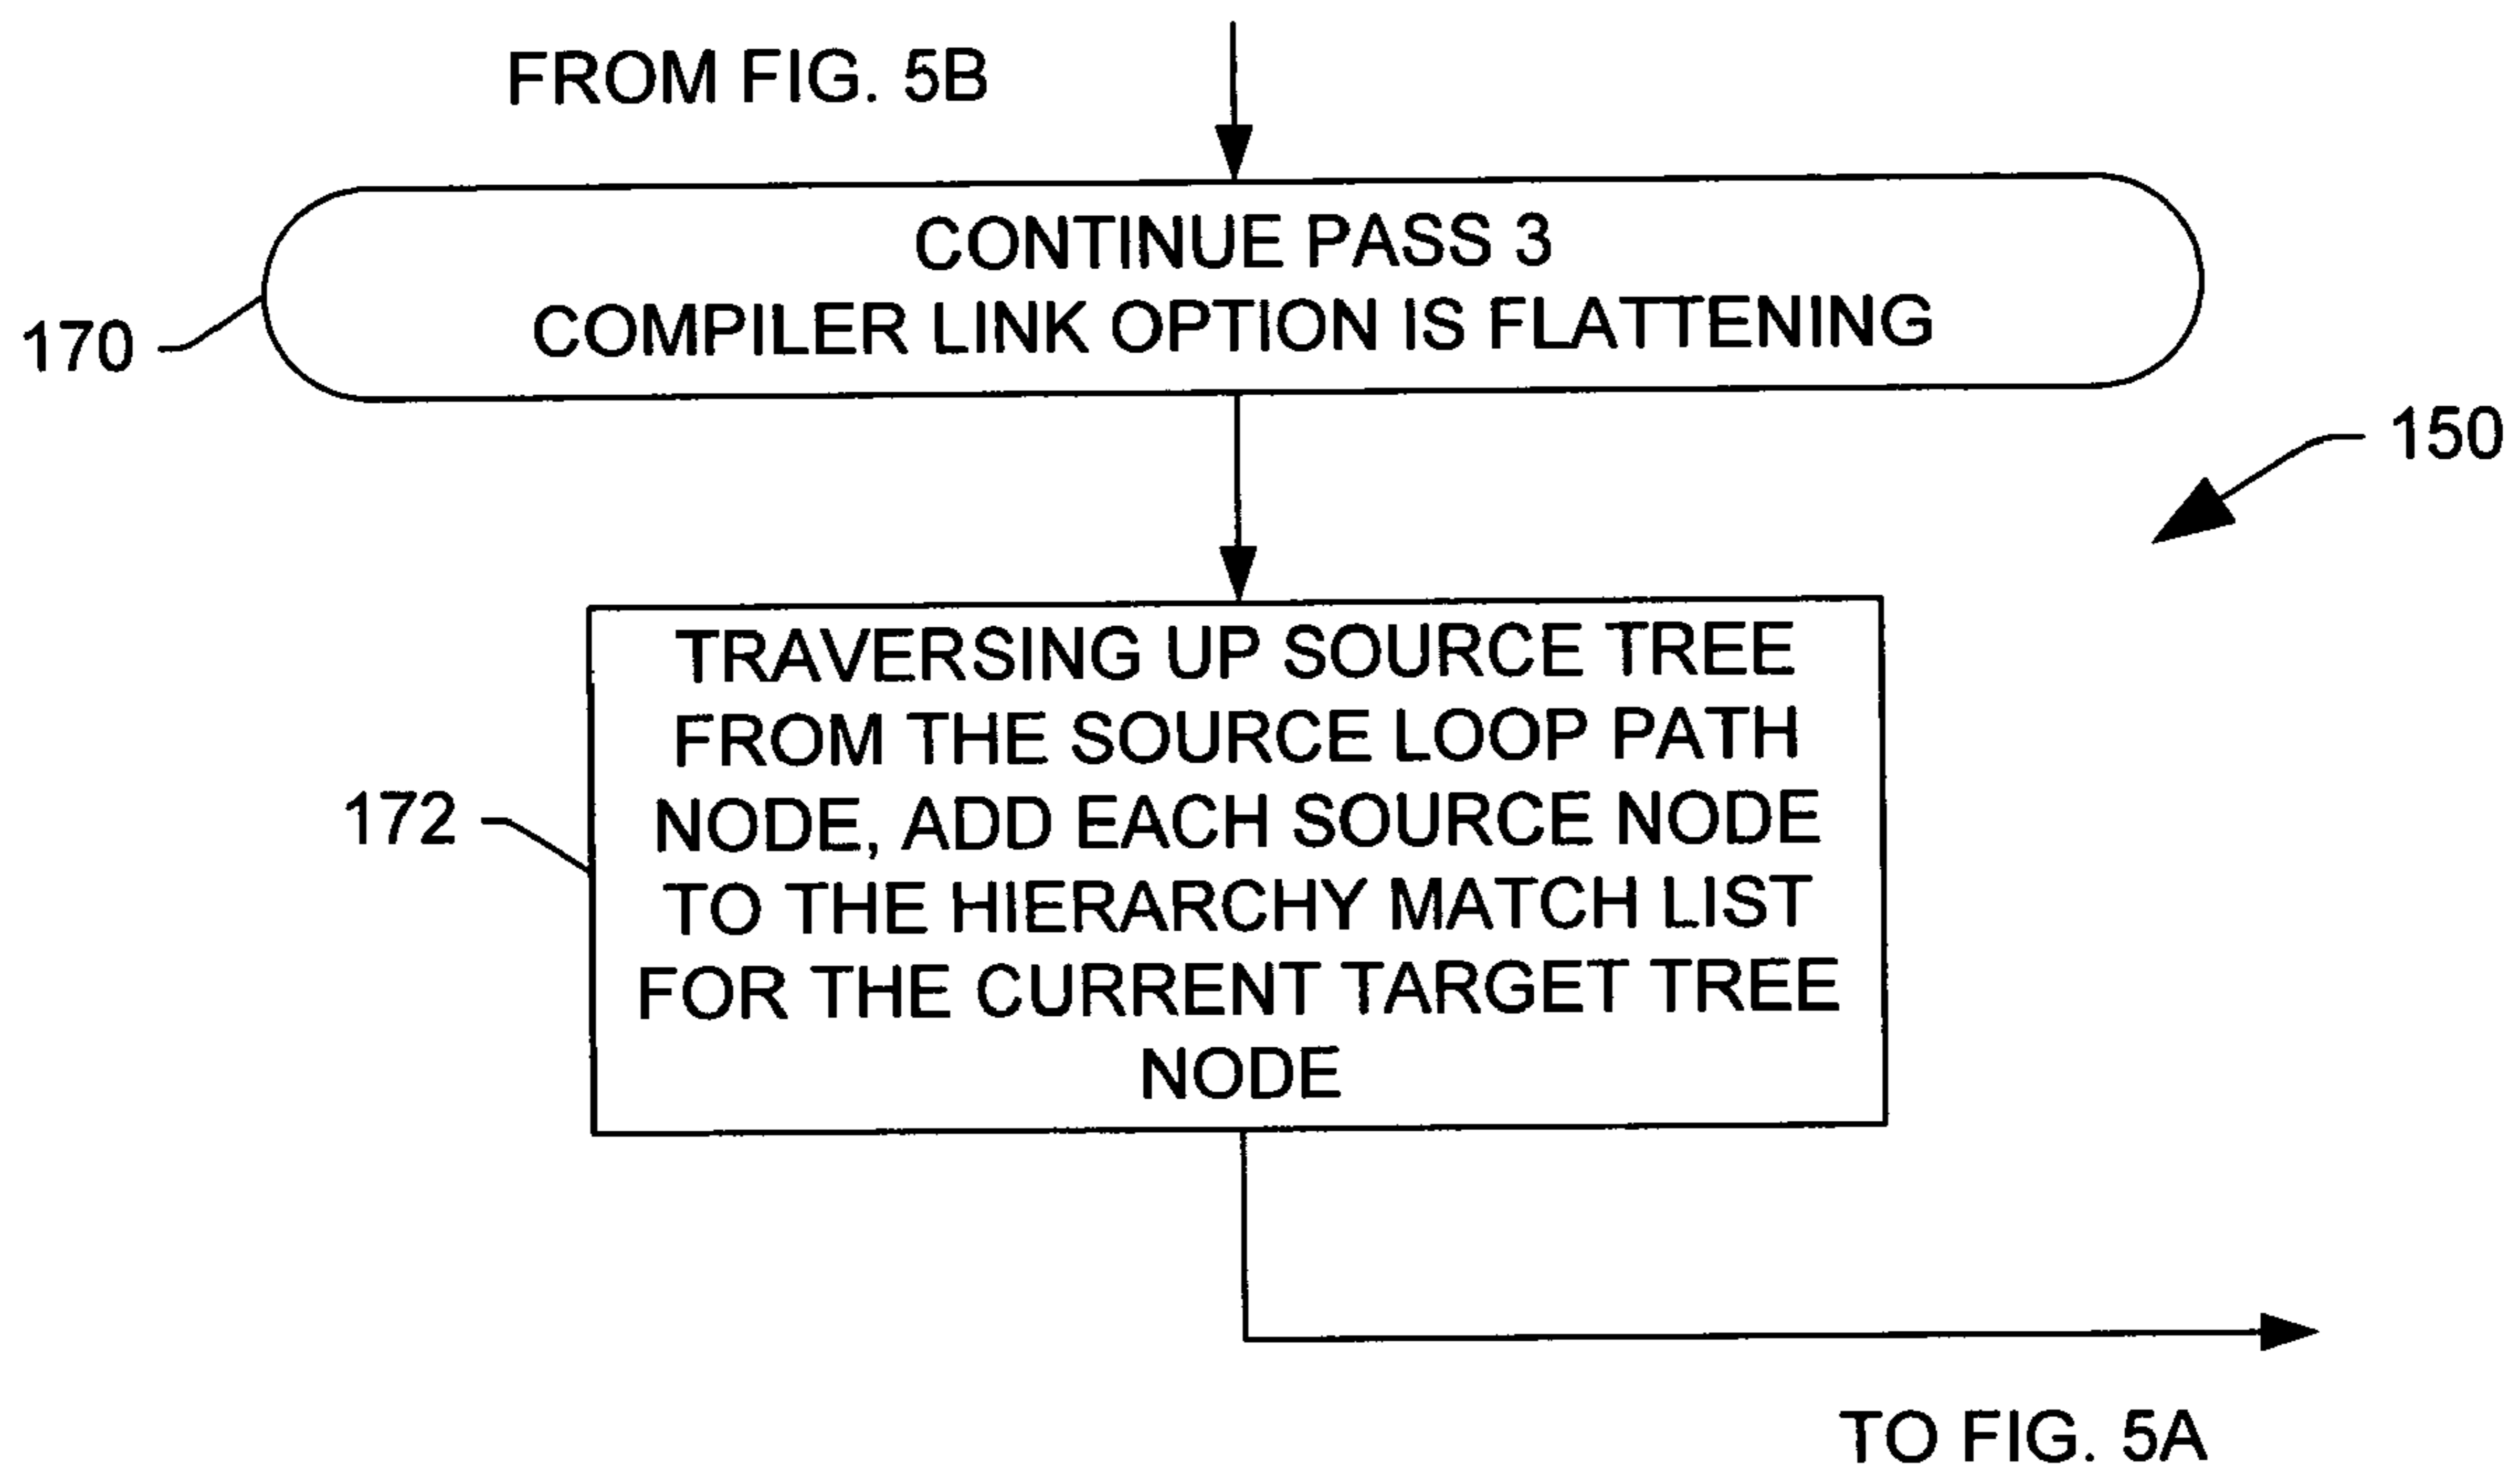 FROM FIG. 5B
CONTINUE PASS 3
COMPILER LINK OPTION IS FLATTENING
170
150
TRAVERSING UP SOURCE TREE
FROM THE SOURCE LOOP PATH
NODE, ADD EACH SOURCE NODE
TO THE HIERARCHY MATCH LIST
FOR THE CURRENT TARGET TREE
NODE
172
TO FIG. 5A